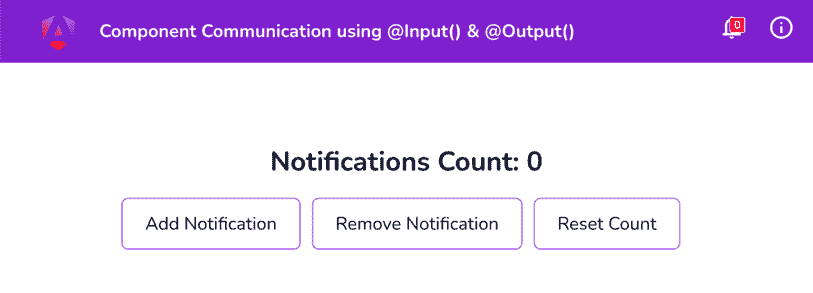 Component Communication using @Input() & @Output()
0
Notifications Count: 0
Add Notification
Remove Notification
Reset Count